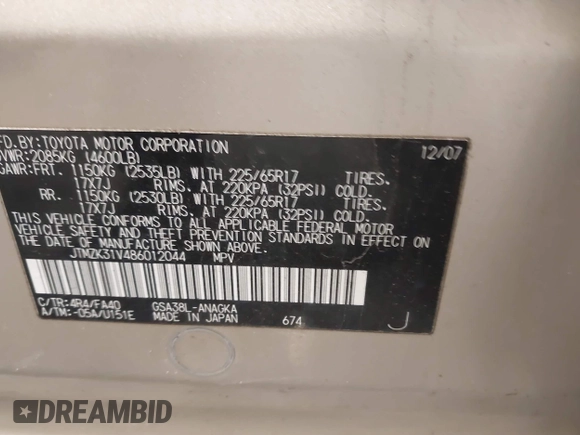 FD.BY:TOYOTA MOTOR CORPORATION 12/07
VWR:2085KG (4600LB)
GAWR:FRT. 1150KG (2535LB) WITH 225/65R17 TIRES.
17X7J RIMS. AT 220KPA (32PSI) COLD.
RR. 1150KG (2530LB) WITH 225/65R17 TIRES.
17X7J RIMS. AT 220KPA (32PSI) COLD.
THIS VEHICLE CONFORMS TO ALL APPLICABLE FEDERAL MOTOR
VEHICLE SAFETY AND THEFT PREVENTION STANDARDS IN
EFFECT ON THE DATE OF MANUFACTURE SHOWN ABOVE.
JTMZK31V486012044 MPV
C/TR:4R4/FA40 GSA38L-ANAGKA
A/TM:-05A/U151E MADE IN JAPAN 674 J
DREAMBID